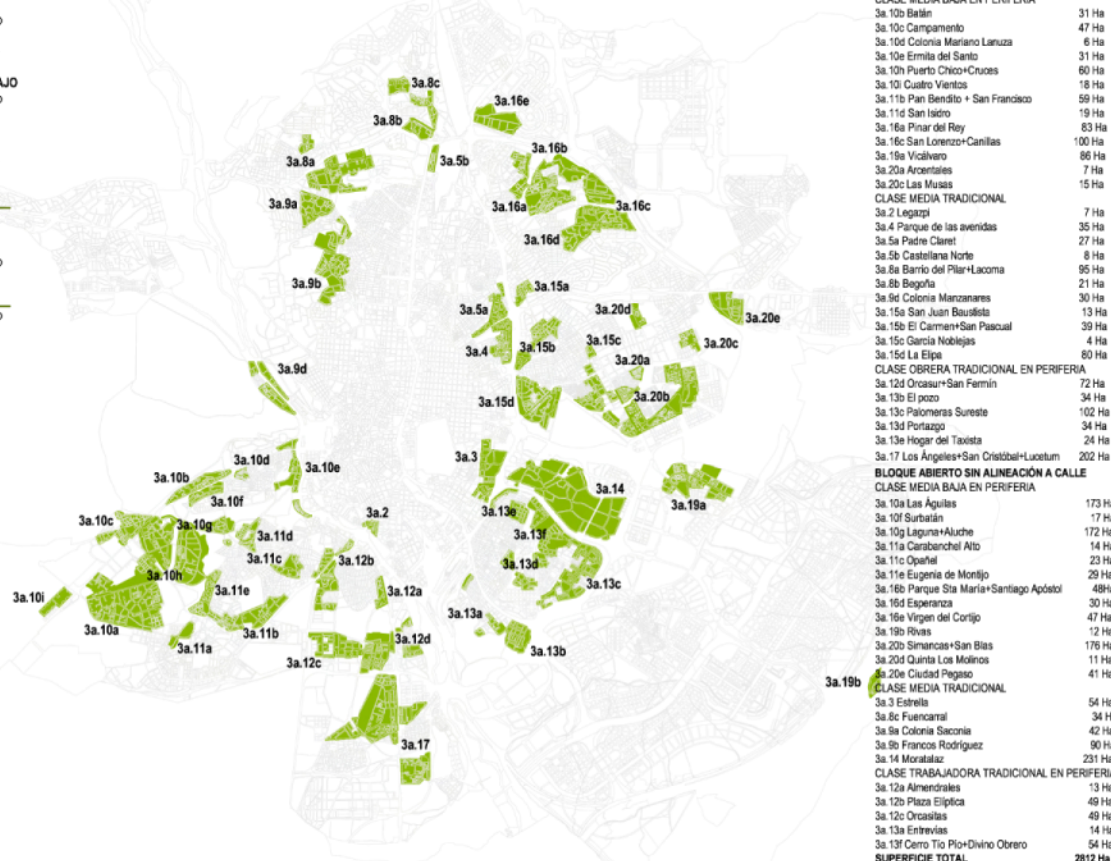 AJO
3a.8c
3a.16e
3a.8b
3a.16b
3a.8a
3a.5b
3a.9a
3a.16a
3a.16c
3a.16d
3a.9b
3a.15a
3a.5a
3a.20d
3a.20e
3a.4
3a.15b
3a.15c
3a.20c
3a.20a
3a.9d
3a.15d
3a.20b
3a.10d
3a.3
3a.10b
3a.10e
3a.14
3a.10f
3a.19a
3a.13e
3a.2
3a.10c
3a.10g
3a.11d
3a.13f
3a.11c
3a.12b
3a.13d
3a.10h
3a.13c
3a.11e
3a.12a
3a.10i
3a.13a
3a.10a
3a.11b
3a.12d
3a.11a
3a.13b
3a.12c
3a.19b
3a.17
CLASE MEDIA BAJA EN PERIFERIA
3a.10b Batán 31 Ha
3a.10c Campamento 47 Ha
3a.10d Colonia Mariano Lanuza 6 Ha
3a.10e Ermita del Santo 31 Ha
3a.10h Puerto Chico+Cruces 60 Ha
3a.10i Cuatro Vientos 18 Ha
3a.11b Pan Bendito + San Francisco 59 Ha
3a.11d San Isidro 19 Ha
3a.16a Pinar del Rey 83 Ha
3a.16c San Lorenzo+Canillas 100 Ha
3a.19a Vicálvaro 86 Ha
3a.20a Arcentales 7 Ha
3a.20c Las Musas 15 Ha
CLASE MEDIA TRADICIONAL
3a.2 Legazpi 7 Ha
3a.4 Parque de las avenidas 35 Ha
3a.5a Padre Claret 27 Ha
3a.5b Castellana Norte 8 Ha
3a.8a Barrio del Pilar+Lacoma 95 Ha
3a.8b Begoña 21 Ha
3a.9d Colonia Manzanares 30 Ha
3a.15a San Juan Baustista 13 Ha
3a.15b El Carmen+San Pascual 39 Ha
3a.15c García Noblejas 4 Ha
3a.15d La Elipa 80 Ha
CLASE OBRERA TRADICIONAL EN PERIFERIA
3a.12d Orcasur+San Fermín 72 Ha
3a.13b El pozo 34 Ha
3a.13c Palomeras Sureste 102 Ha
3a.13d Portazgo 34 Ha
3a.13e Hogar del Taxista 24 Ha
3a.17 Los Ángeles+San Cristóbal+Lucetum 202 Ha
BLOQUE ABIERTO SIN ALINEACIÓN A CALLE
CLASE MEDIA BAJA EN PERIFERIA
3a.10a Las Águilas 173 Ha
3a.10f Surbatán 17 Ha
3a.10g Laguna+Aluche 172 Ha
3a.11a Carabanchel Alto 14 Ha
3a.11c Opañel 23 Ha
3a.11e Eugenia de Montijo 29 Ha
3a.16b Parque Sta María+Santiago Apóstol 48Ha
3a.16d Esperanza 30 Ha
3a.16e Virgen del Cortijo 47 Ha
3a.19b Rivas 12 Ha
3a.20b Simancas+San Blas 176 Ha
3a.20d Quinta Los Molinos 11 Ha
3a.20e Ciudad Pegaso 41 Ha
CLASE MEDIA TRADICIONAL
3a.3 Estrella 54 Ha
3a.8c Fuencarral 34 H
3a.9a Colonia Saconia 42 Ha
3a.9b Francos Rodríguez 90 Ha
3a.14 Moratalaz 231 Ha
CLASE TRABAJADORA TRADICIONAL EN PERIFERIA
3a.12a Almendrales 13 Ha
3a.12b Plaza Elíptica 49 Ha
3a.12c Orcasitas 49 Ha
3a.13a Entrevías 14 Ha
3a.13f Cerro Tío Pío+Divino Obrero 54 Ha
SUPERFICIE TOTAL 2812 Ha